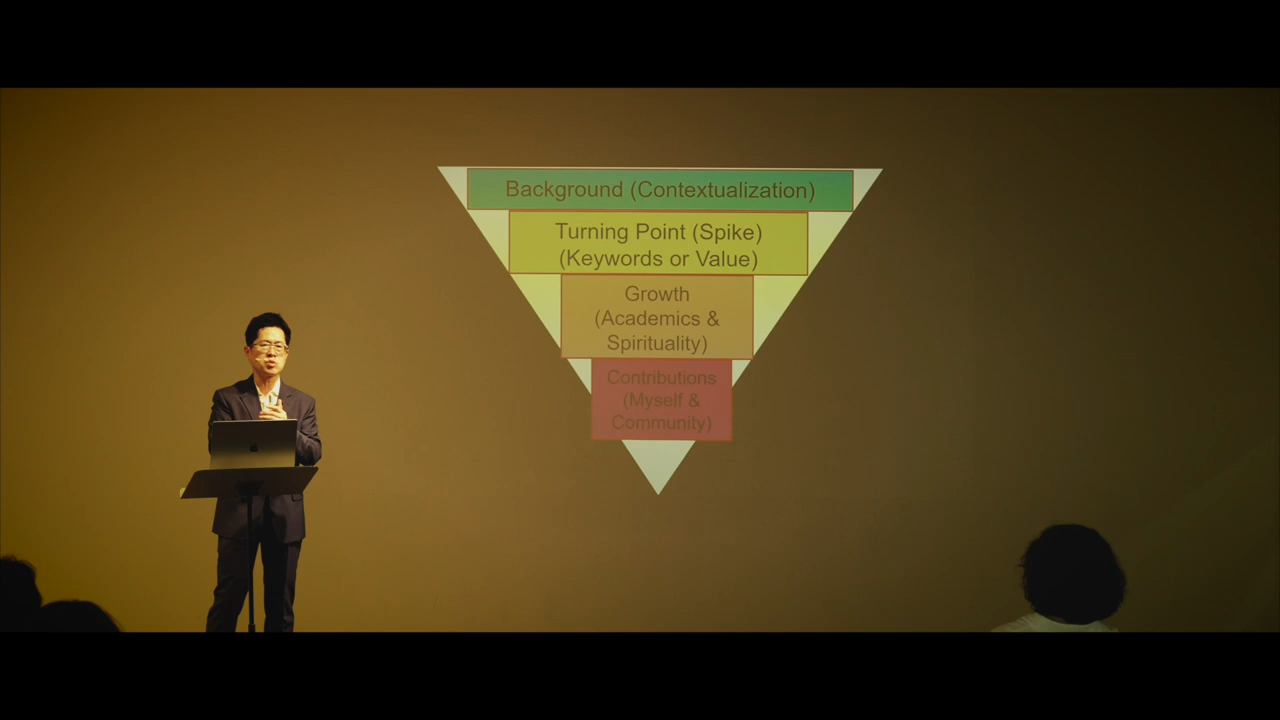 Background (Contextualization)
Turning Point (Spike)
(Keywords or Value)
Growth
(Academics &
Spirituality)
Contributions
(Myself &
Community)